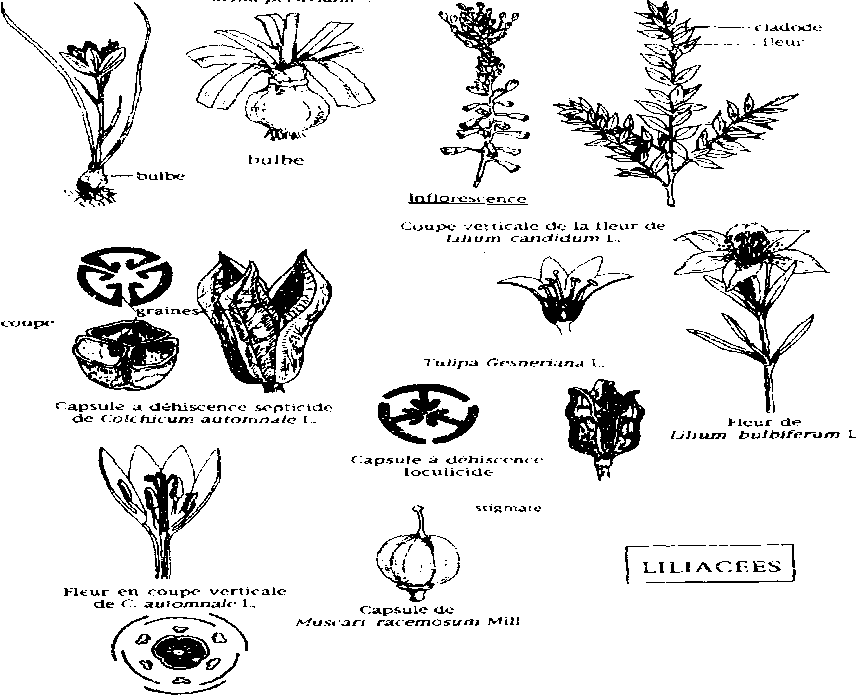 cladode
fleur
bulbe
bulbe
Inflorescence
Coupe verticale de la fleur de
Lilium candidum L.
graines
coupe
Tulipa Gesneriana L.
Capsule a déhiscence septicide
de Colchicum automnale L.
Fleur de
Lilium bulbiferum L
Capsule à déhiscence
loculicide
stigmate
LILIACEES
Fleur en coupe verticale
de C. automnale L.
Capsule de
Muscari racemosum Mill